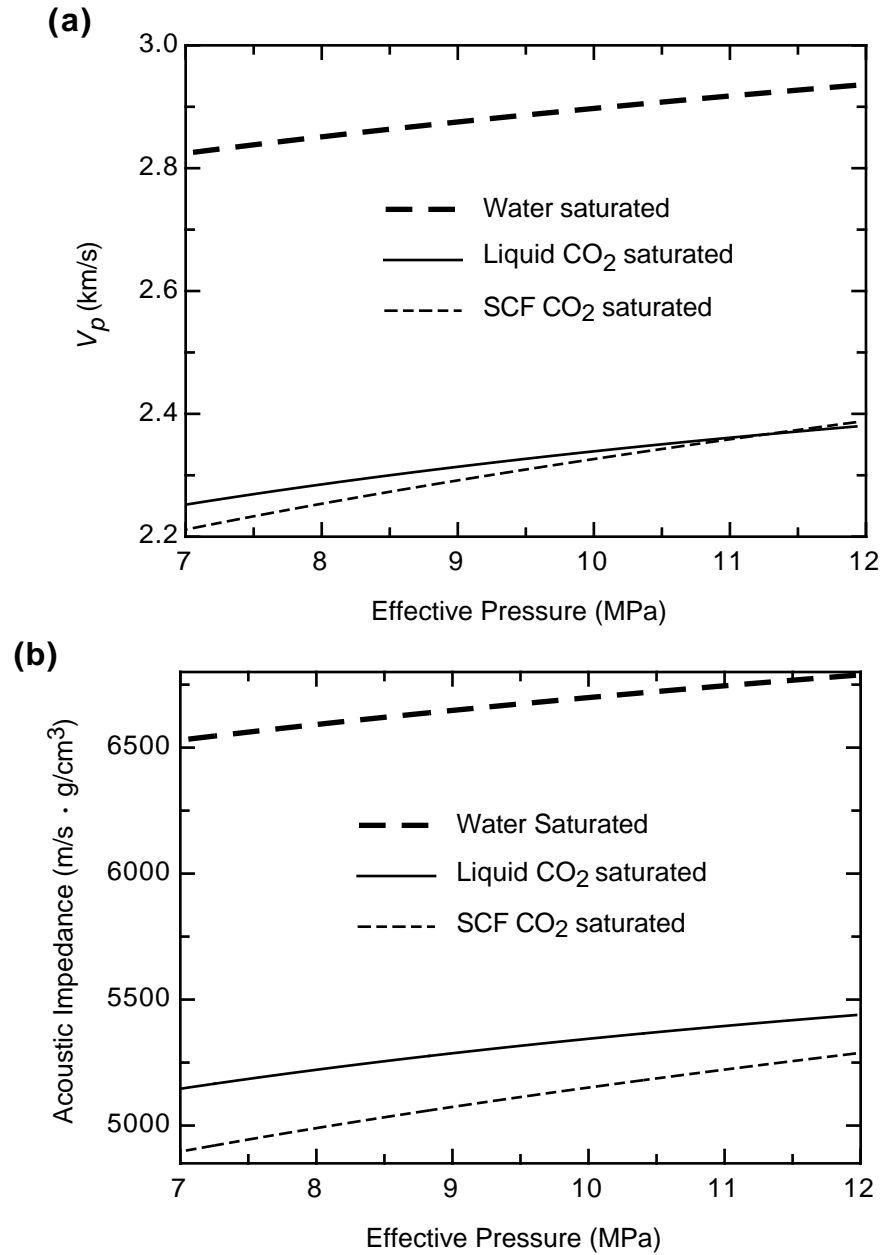 (a)
3.0
2.8
2.6
2.4
2.2
Vp (km/s)
Water saturated
Liquid CO2 saturated
SCF CO2 saturated
7 8 9 10 11 12
Effective Pressure (MPa)
(b)
6500
6000
5500
5000
Acoustic Impedance (m/s · g/cm³)
Water Saturated
Liquid CO2 saturated
SCF CO2 saturated
7 8 9 10 11 12
Effective Pressure (MPa)